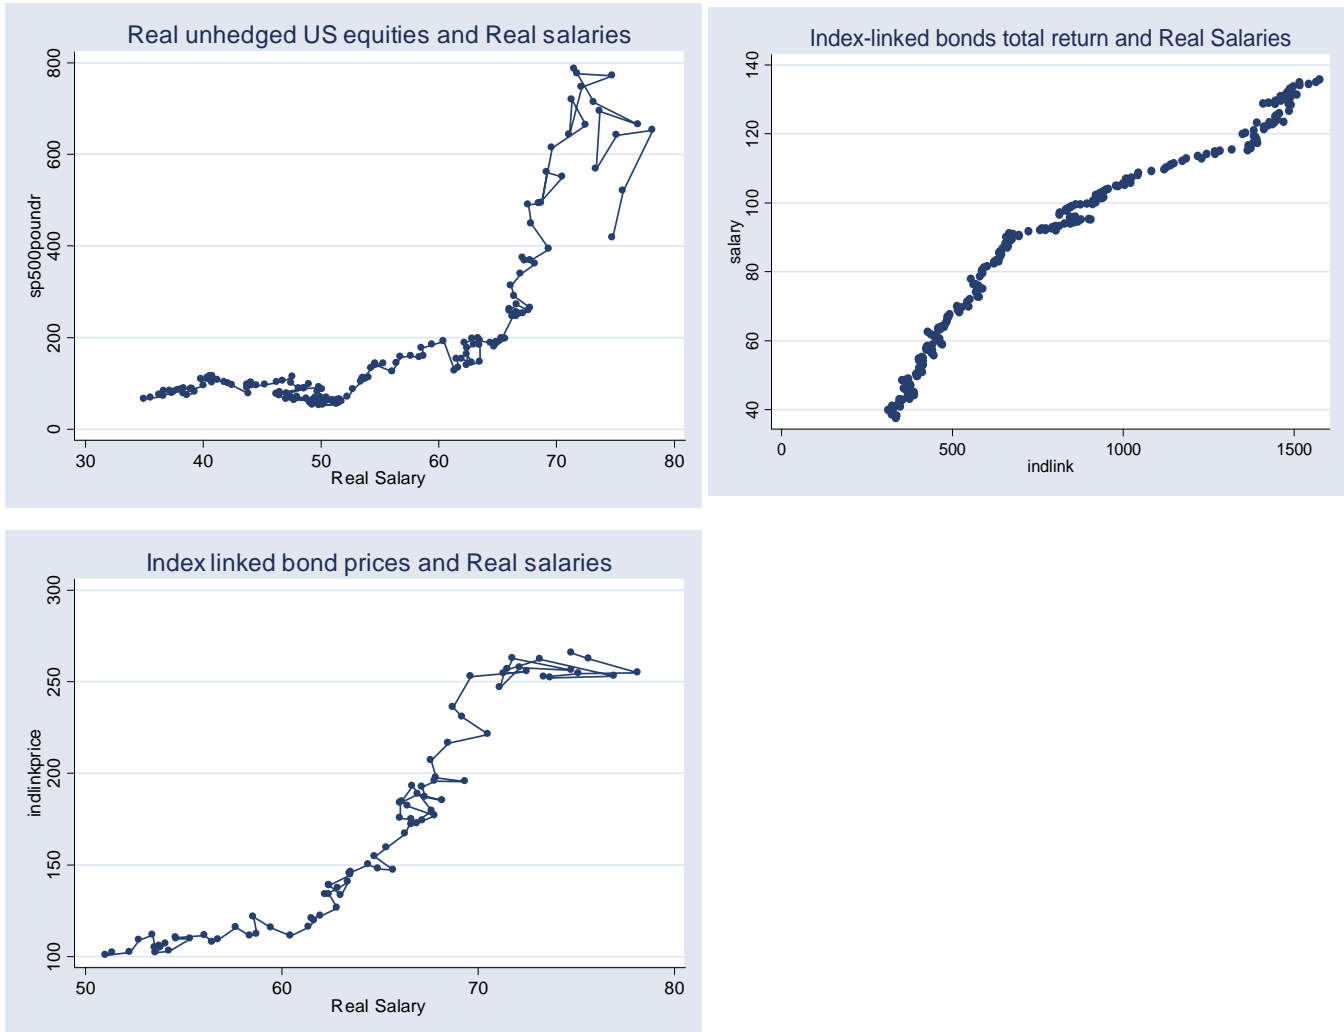 Real unhedged US equities and Real salaries
800
600
400
200
0
sp500poundr
30 40 50 60 70 80
Real Salary
Index-linked bonds total return and Real Salaries
140
120
100
80
60
40
salary
0 500 1000 1500
indlink
Index linked bond prices and Real salaries
300
250
200
150
100
indlinkprice
50 60 70 80
Real Salary